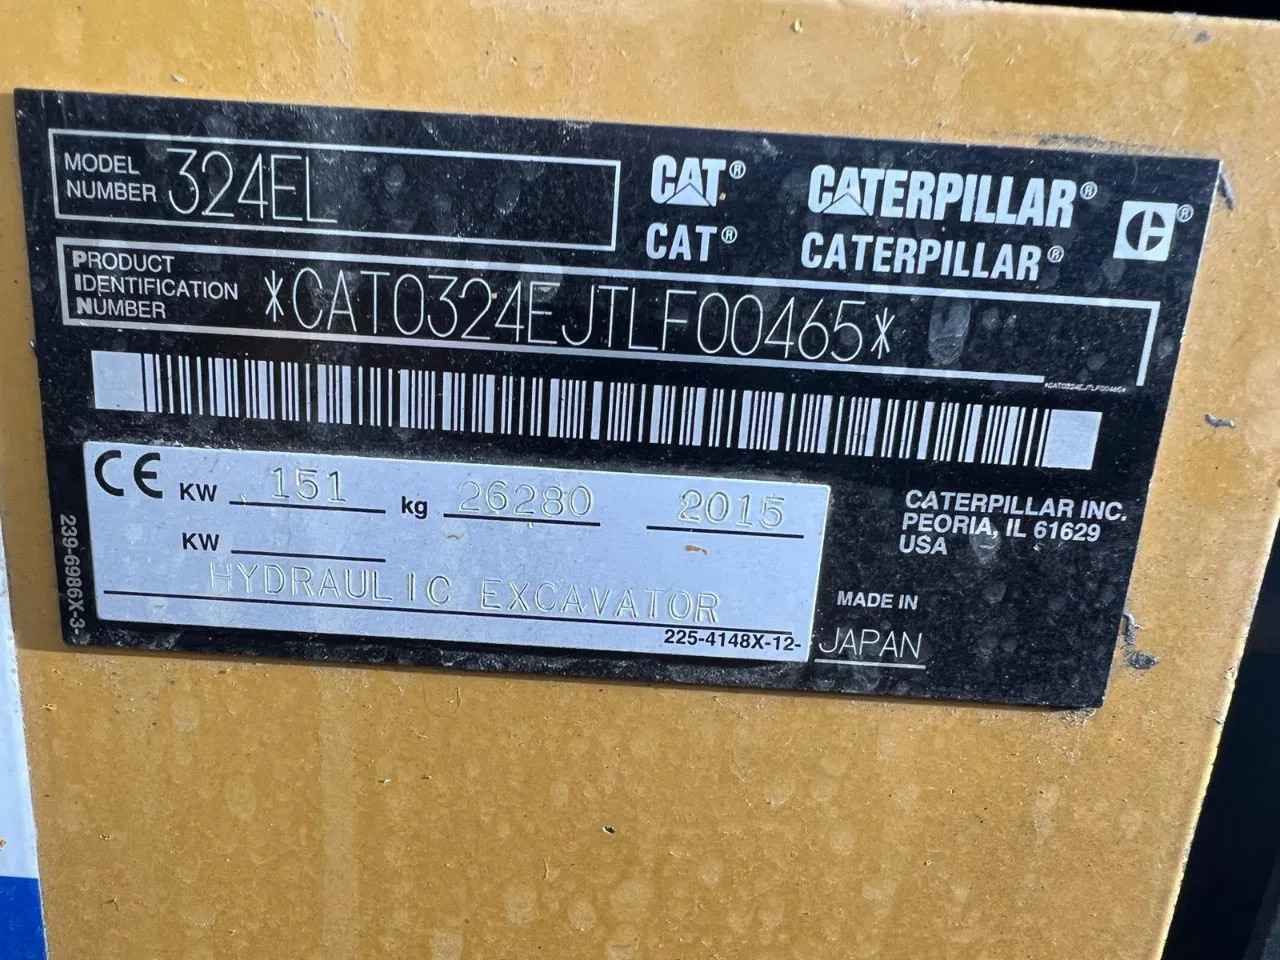 MODEL NUMBER 324EL
CAT® CATERPILLAR®
CAT® CATERPILLAR®
PRODUCT IDENTIFICATION NUMBER *CAT0324EJTLF00465*
*CAT0324EJTLF00465*
CE KW 151 kg 26280 2015
KW
HYDRAULIC EXCAVATOR
225-4148X-12-
239-6986X-3-
CATERPILLAR INC.
PEORIA, IL 61629
USA
MADE IN
JAPAN